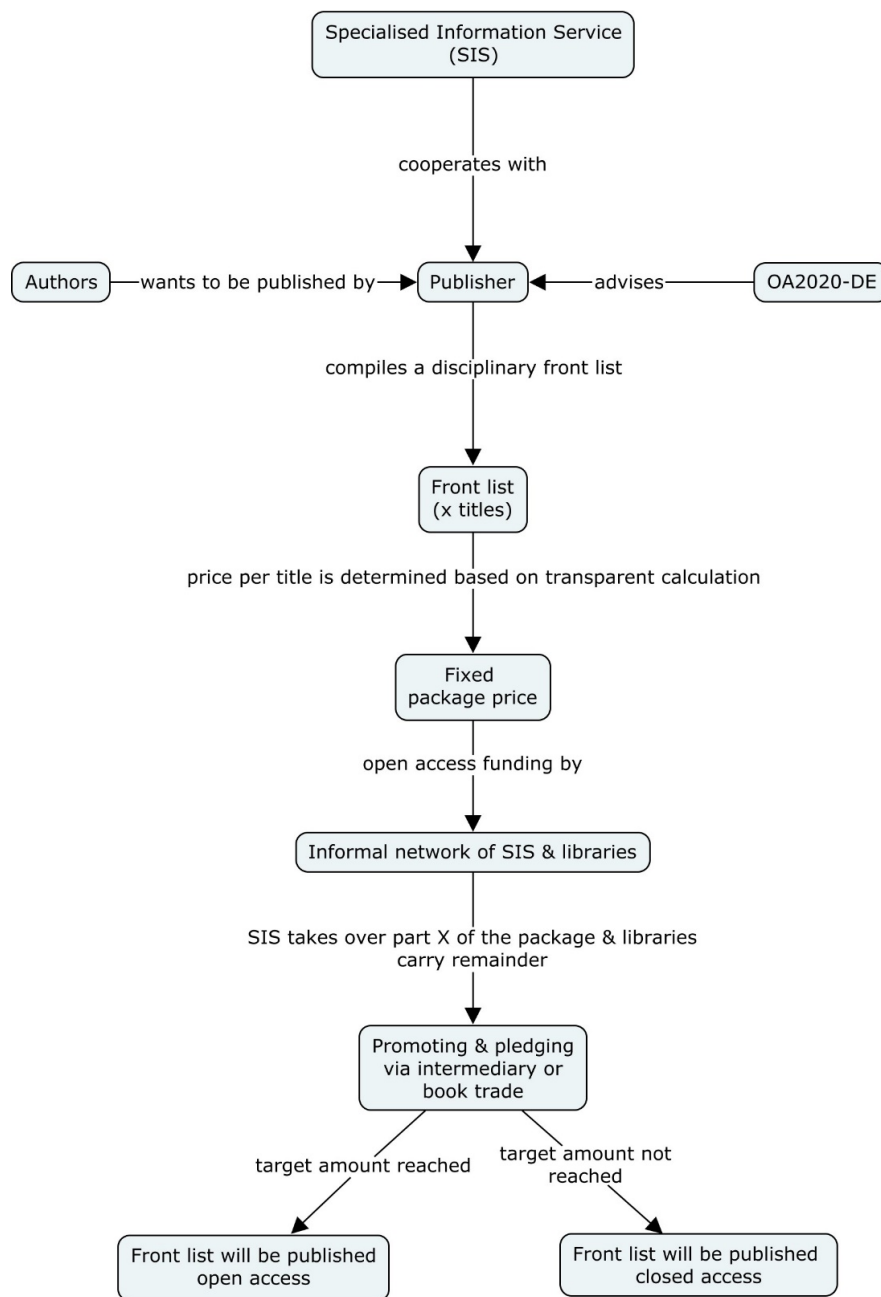 Specialised Information Service
(SIS)
cooperates with
Authors
wants to be published by
Publisher
advises
OA2020-DE
compiles a disciplinary front list
Front list
(x titles)
price per title is determined based on transparent calculation
Fixed
package price
open access funding by
Informal network of SIS & libraries
SIS takes over part X of the package & libraries
carry remainder
Promoting & pledging
via intermediary or
book trade
target amount reached
target amount not
reached
Front list will be published
open access
Front list will be published
closed access